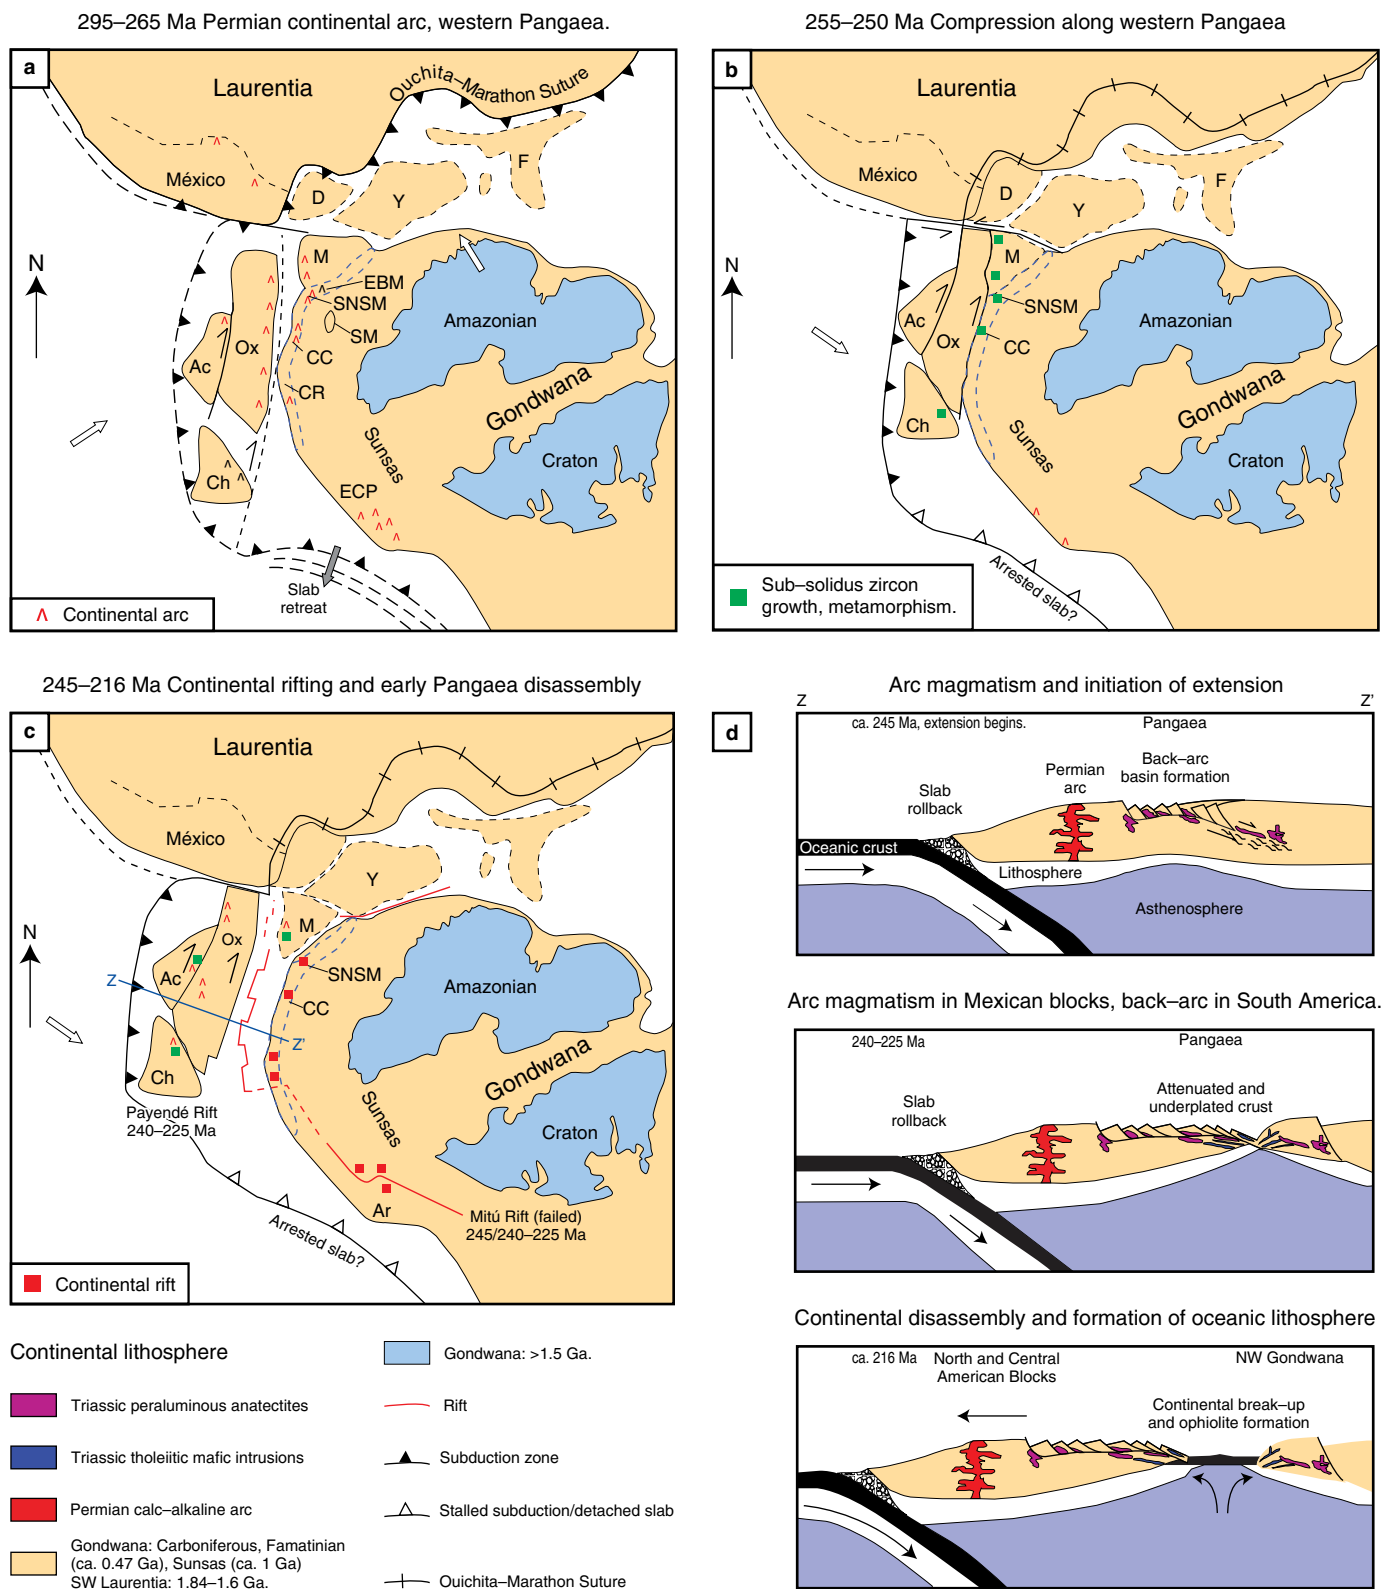 295–265 Ma Permian continental arc, western Pangaea.
a
Laurentia
Ouchita–Marathon Suture
México
D
Y
F
N
M
EBM
SNSM
SM
Amazonian
Ac
Ox
CC
CR
Gondwana
Sunsas
Craton
Ch
ECP
Slab
retreat
Continental arc
255–250 Ma Compression along western Pangaea
b
Laurentia
México
D
Y
F
N
M
SNSM
Amazonian
Ac
Ox
CC
Gondwana
Ch
Sunsas
Craton
Arrested slab?
Sub–solidus zircon
growth, metamorphism.
245–216 Ma Continental rifting and early Pangaea disassembly
c
Laurentia
México
Y
N
M
Ox
Ac
SNSM
Z
CC
Amazonian
Z'
Gondwana
Ch
Payendé Rift
240–225 Ma
Sunsas
Craton
Ar
Mitú Rift (failed)
245/240–225 Ma
Arrested slab?
Continental rift
Arc magmatism and initiation of extension
Z
Z'
d
ca. 245 Ma, extension begins.
Pangaea
Back–arc
basin formation
Permian
arc
Slab
rollback
Oceanic crust
Lithosphere
Asthenosphere
Arc magmatism in Mexican blocks, back–arc in South America.
240–225 Ma
Pangaea
Attenuated and
underplated crust
Slab
rollback
Continental disassembly and formation of oceanic lithosphere
ca. 216 Ma
North and Central
American Blocks
NW Gondwana
Continental break–up
and ophiolite formation
Continental lithosphere
Triassic peraluminous anatectites
Triassic tholeiitic mafic intrusions
Permian calc–alkaline arc
Gondwana: Carboniferous, Famatinian
(ca. 0.47 Ga), Sunsas (ca. 1 Ga)
SW Laurentia: 1.84–1.6 Ga.
Gondwana: >1.5 Ga.
Rift
Subduction zone
Stalled subduction/detached slab
Ouichita–Marathon Suture